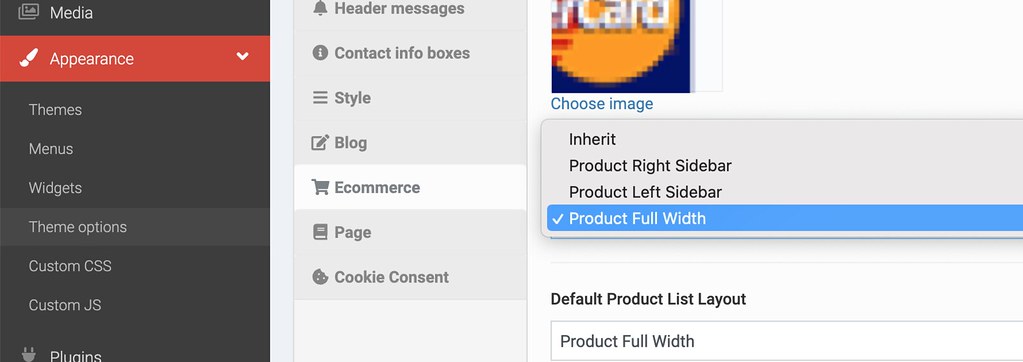 Media
Appearance
Themes
Menus
Widgets
Theme options
Custom CSS
Custom JS
Plugins
Header messages
Contact info boxes
Style
Blog
Ecommerce
Page
Cookie Consent
Card
Choose image
Inherit
Product Right Sidebar
Product Left Sidebar
✓ Product Full Width
Default Product List Layout
Product Full Width